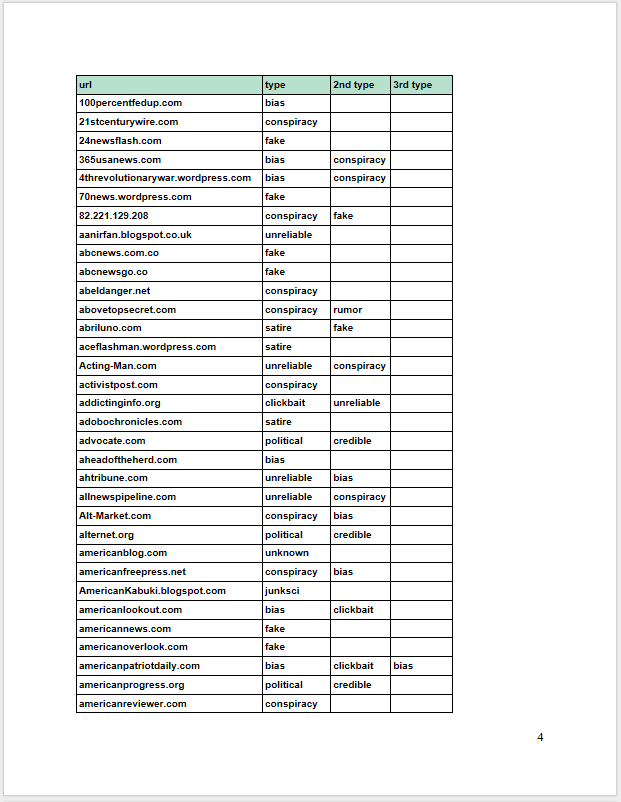 url type 2nd type 3rd type
100percentfedup.com bias
21stcenturywire.com conspiracy
24newsflash.com fake
365usanews.com bias conspiracy
4threvolutionarywar.wordpress.com bias conspiracy
70news.wordpress.com fake
82.221.129.208 conspiracy fake
aanirfan.blogspot.co.uk unreliable
abcnews.com.co fake
abcnewsgo.co fake
abeldanger.net conspiracy
abovetopsecret.com conspiracy rumor
abriluno.com satire fake
aceflashman.wordpress.com satire
Acting-Man.com unreliable conspiracy
activistpost.com conspiracy
addictinginfo.org clickbait unreliable
adobochronicles.com satire
advocate.com political credible
aheadoftheherd.com bias
ahtribune.com unreliable bias
allnewspipeline.com unreliable conspiracy
Alt-Market.com conspiracy bias
alternet.org political credible
americanblog.com unknown
americanfreepress.net conspiracy bias
AmericanKabuki.blogspot.com junksci
americanlookout.com bias clickbait
americannews.com fake
americanoverlook.com fake
americanpatriotdaily.com bias clickbait bias
americanprogress.org political credible
americanreviewer.com conspiracy
4